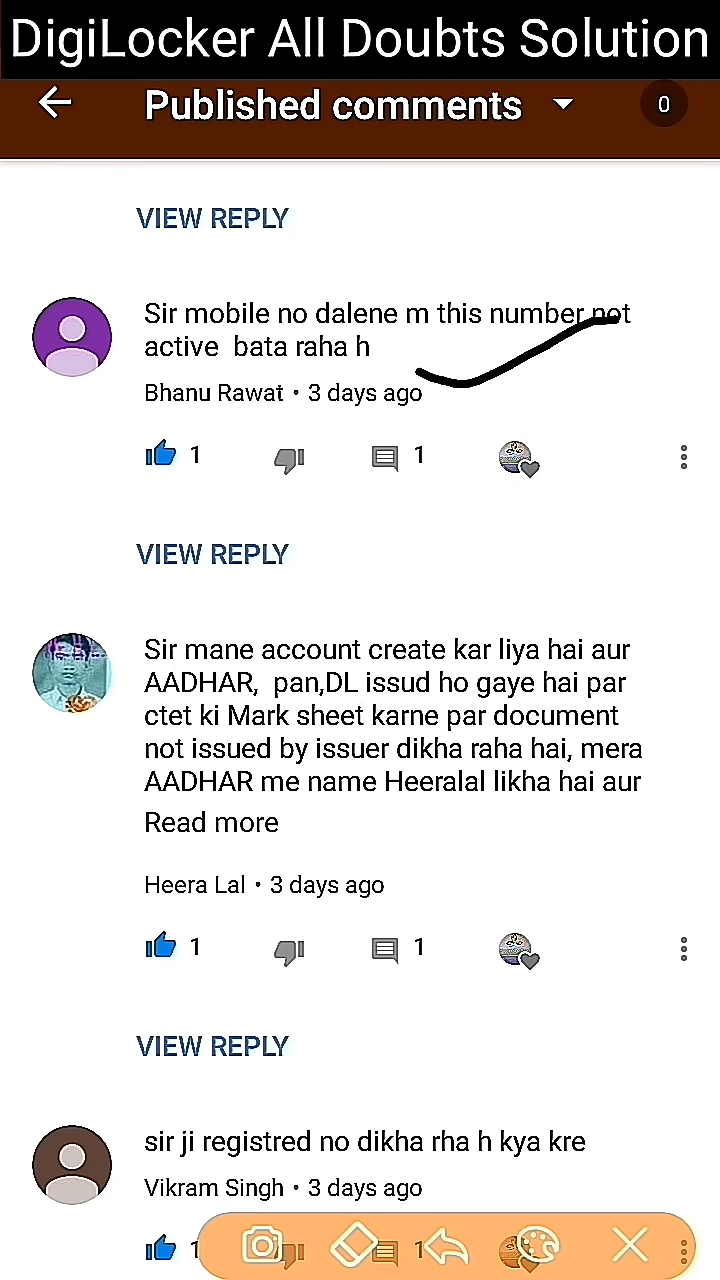 DigiLocker All Doubts Solution
Published comments
0
VIEW REPLY
Sir mobile no dalene m this number not
active bata raha h
Bhanu Rawat • 3 days ago
1
1
VIEW REPLY
Sir mane account create kar liya hai aur
AADHAR, pan,DL issud ho gaye hai par
ctet ki Mark sheet karne par document
not issued by issuer dikha raha hai, mera
AADHAR me name Heeralal likha hai aur
Read more
Heera Lal • 3 days ago
1
1
VIEW REPLY
sir ji registred no dikha rha h kya kre
Vikram Singh • 3 days ago
1
1